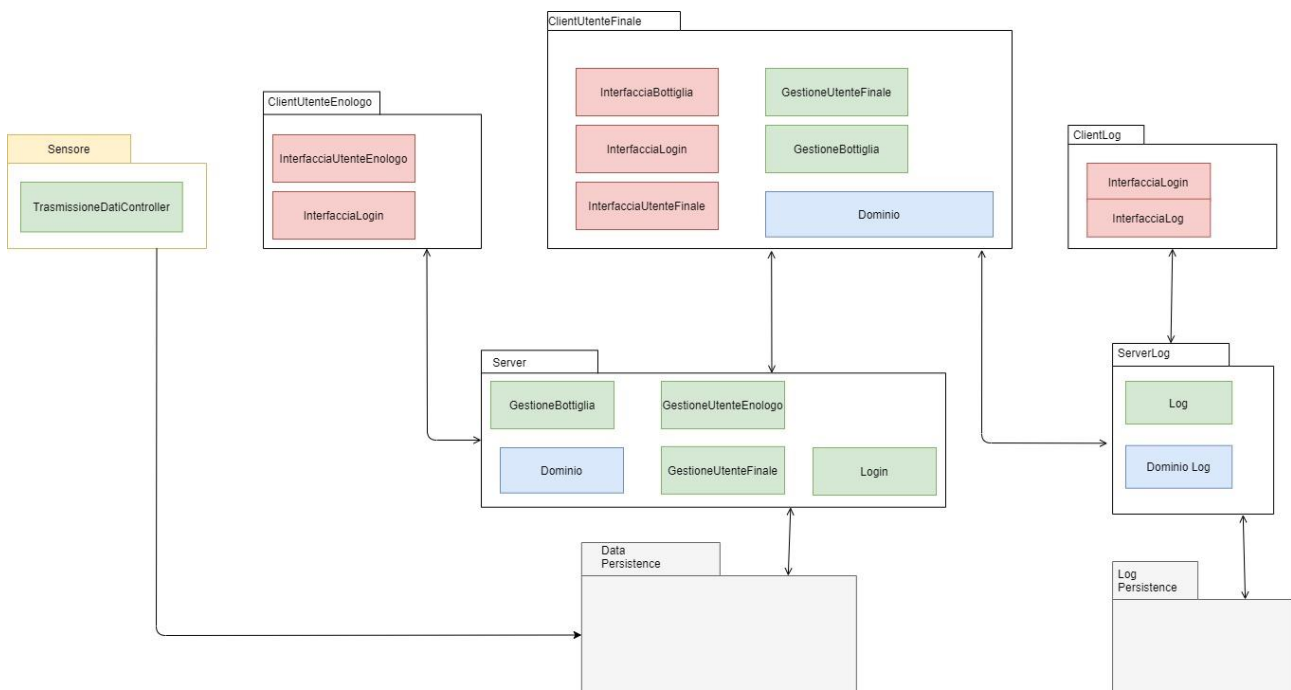 ClientUtenteFinale
InterfacciaBottiglia
GestioneUtenteFinale
InterfacciaLogin
GestioneBottiglia
InterfacciaUtenteFinale
Dominio
ClientUtenteEnologo
InterfacciaUtenteEnologo
InterfacciaLogin
Sensore
TrasmissioneDatiController
ClientLog
InterfacciaLogin
InterfacciaLog
Server
GestioneBottiglia
GestioneUtenteEnologo
Dominio
GestioneUtenteFinale
Login
ServerLog
Log
Dominio Log
Data
Persistence
Log
Persistence